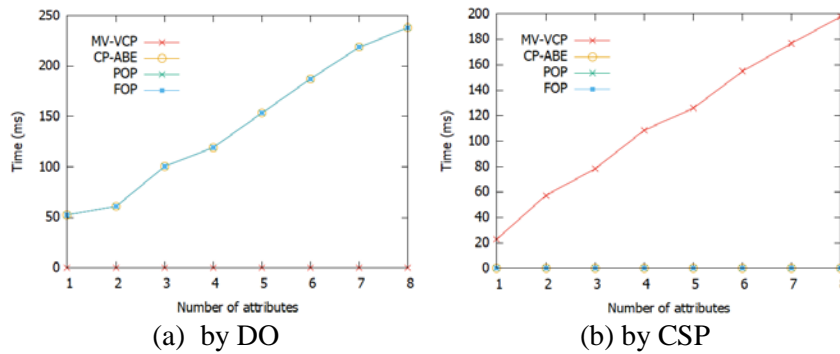 250
200
150
100
50
0
Time (ms)
MV-VCP
CP-ABE
POP
FOP
1 2 3 4 5 6 7 8
Number of attributes
(a) by DO
200
180
160
140
120
100
80
60
40
20
0
Time (ms)
MV-VCP
CP-ABE
POP
FOP
1 2 3 4 5 6 7
Number of attributes
(b) by CSP